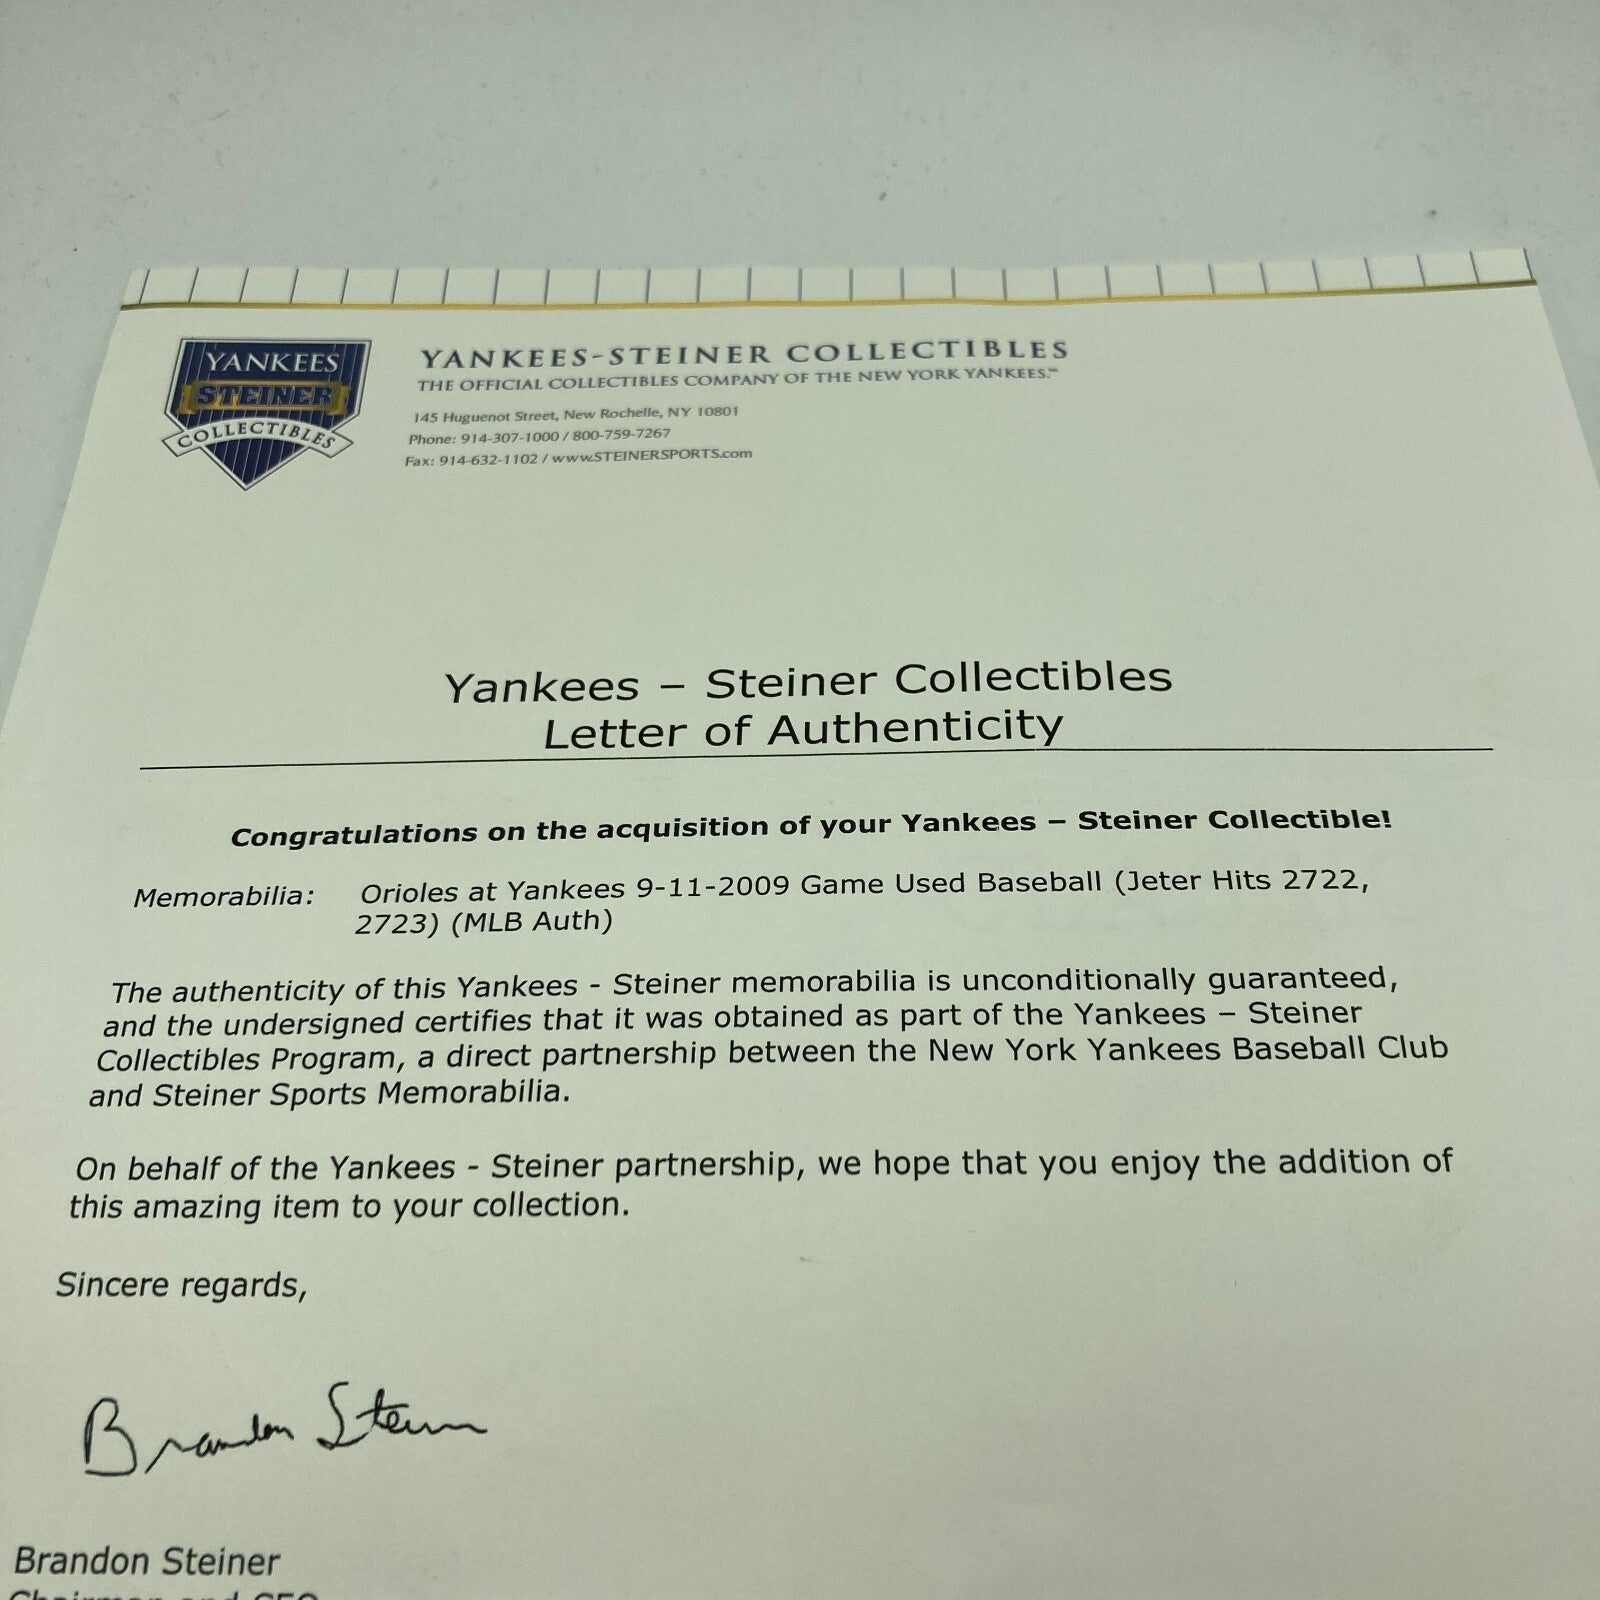 YANKEES
STEINER
COLLECTIBLES
YANKEES-STEINER COLLECTIBLES
THE OFFICIAL COLLECTIBLES COMPANY OF THE NEW YORK YANKEES.℠
145 Huguenot Street, New Rochelle, NY 10801
Phone: 914-307-1000 / 800-759-7267
Fax: 914-632-1102 / www.STEINERSPORTS.com
Yankees – Steiner Collectibles
Letter of Authenticity
Congratulations on the acquisition of your Yankees – Steiner Collectible!
Memorabilia: Orioles at Yankees 9-11-2009 Game Used Baseball (Jeter Hits 2722,
2723) (MLB Auth)
The authenticity of this Yankees - Steiner memorabilia is unconditionally guaranteed,
and the undersigned certifies that it was obtained as part of the Yankees – Steiner
Collectibles Program, a direct partnership between the New York Yankees Baseball Club
and Steiner Sports Memorabilia.
On behalf of the Yankees - Steiner partnership, we hope that you enjoy the addition of
this amazing item to your collection.
Sincere regards,
Brandon Steiner
Brandon Steiner
Chairman and CEO